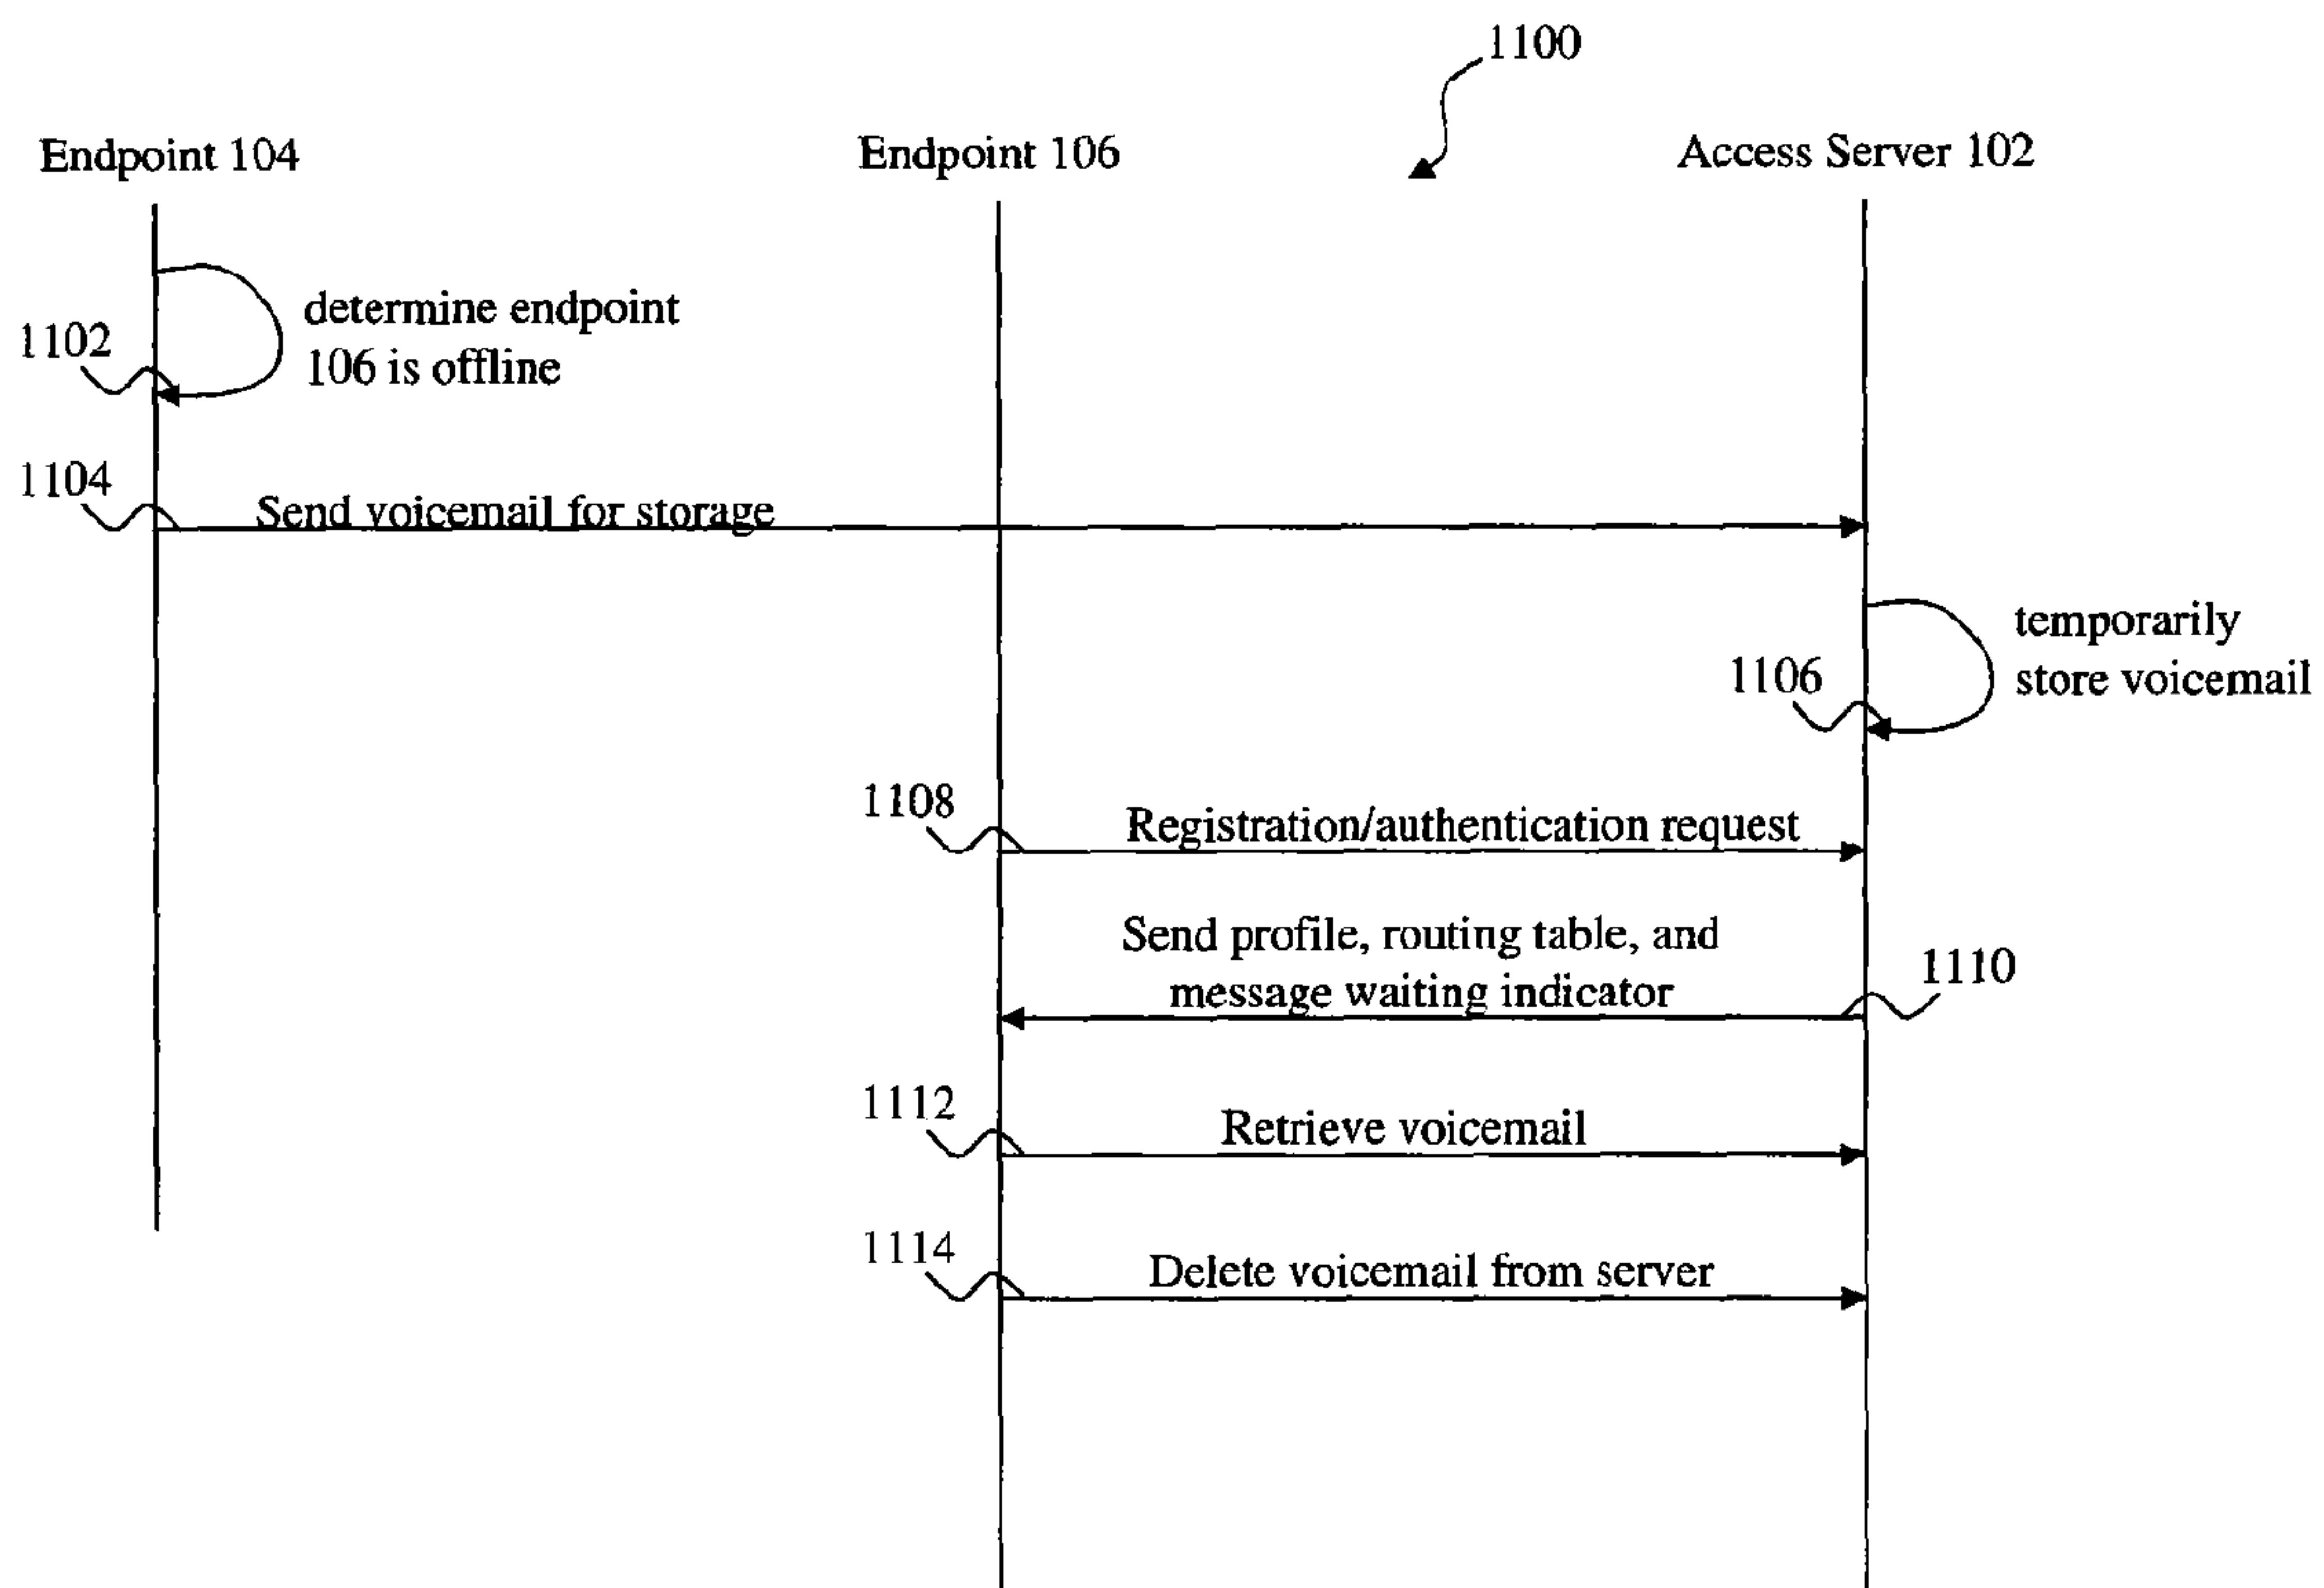 1100
Endpoint 104
Endpoint 106
Access Server 102
determine endpoint
106 is offline
1102
1104
Send voicemail for storage
temporarily
store voicemail
1106
1108
Registration/authentication request
Send profile, routing table, and
message waiting indicator
1110
1112
Retrieve voicemail
1114
Delete voicemail from server